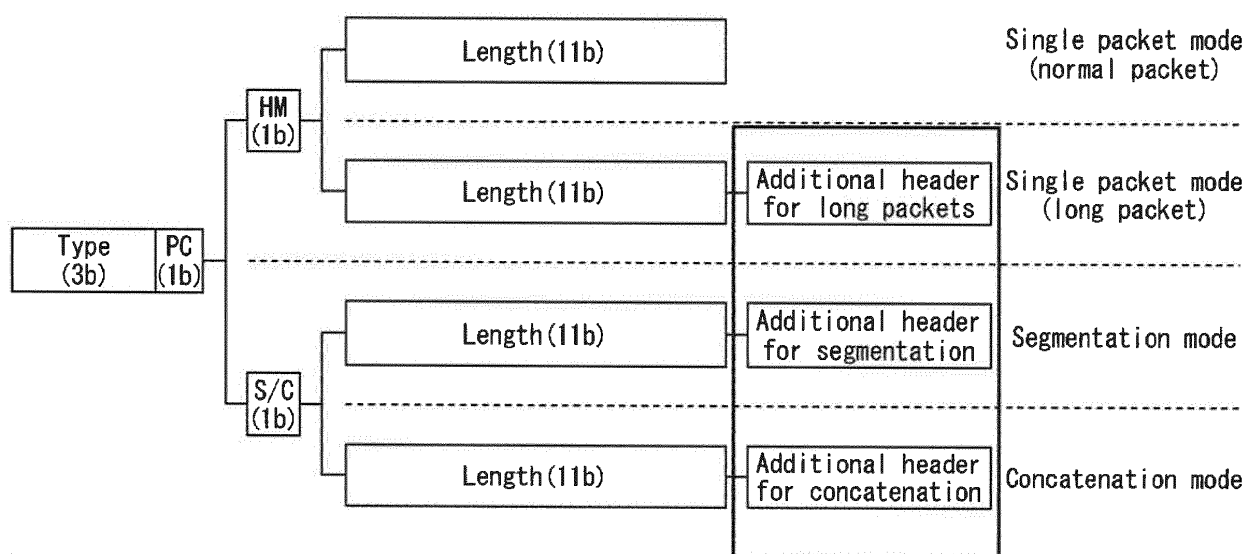 Length(11b)
Single packet mode
(normal packet)
HM
(1b)
Length(11b)
Additional header
for long packets
Single packet mode
(long packet)
Type
(3b)
PC
(1b)
Length(11b)
Additional header
for segmentation
Segmentation mode
S/C
(1b)
Length(11b)
Additional header
for concatenation
Concatenation mode